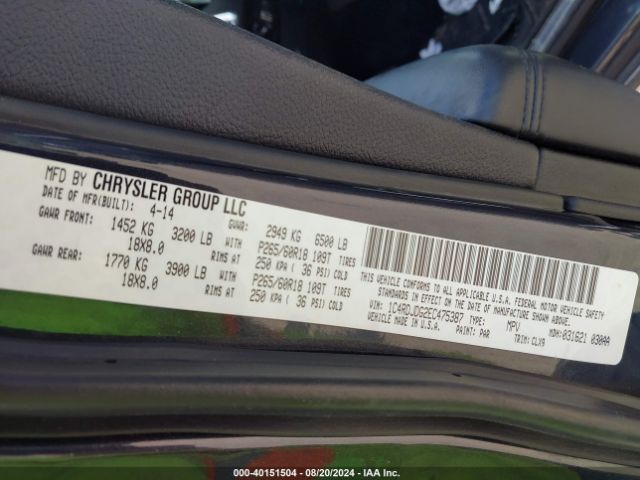 MFD BY CHRYSLER GROUP LLC
DATE OF MFR(BUILT): 4-14 GVWR: 2949 KG 6500 LB
GAWR FRONT: 1452 KG 3200 LB WITH P265/60R18 109T TIRES
18X8.0 RIMS AT 250 KPA ( 36 PSI) COLD
GAWR REAR: 1770 KG 3900 LB WITH P265/60R18 109T TIRES
18X8.0 RIMS AT 250 KPA ( 36 PSI) COLD
THIS VEHICLE CONFORMS TO ALL APPLICABLE U.S.A. FEDERAL MOTOR VEHICLE SAFETY
STANDARDS IN EFFECT ON THE DATE OF MANUFACTURE SHOWN ABOVE.
VIN: 1C4RDJDG2EC475387 TYPE: MPV MDH:031621 030AA
VEHICLE MADE IN U.S.A. PAINT: PAR TRIM: CLX9
000-40151504 - 08/20/2024 - IAA Inc.